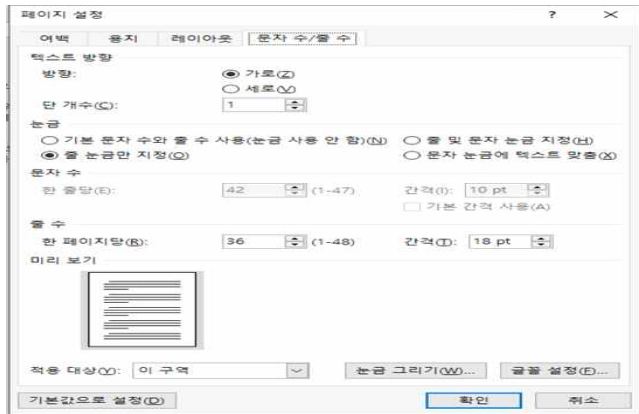 페이지 설정 ? ×
여백 용지 레이아웃 문자 수/줄 수
텍스트 방향
방향: 가로(Z)
세로(V)
단 개수(C): 1
눈금
기본 문자 수와 줄 수 사용(눈금 사용 안 함)(N) 줄 및 문자 눈금 지정(H)
줄 눈금만 지정(O) 문자 눈금에 텍스트 맞춤(X)
문자 수
한 줄당(E): 42 (1-47) 간격(I): 10 pt
기본 간격 사용(A)
줄 수
한 페이지당(R): 36 (1-48) 간격(T): 18 pt
미리 보기
적용 대상(Y): 이 구역 눈금 그리기(W)... 글꼴 설정(F)...
기본값으로 설정(D) 확인 취소